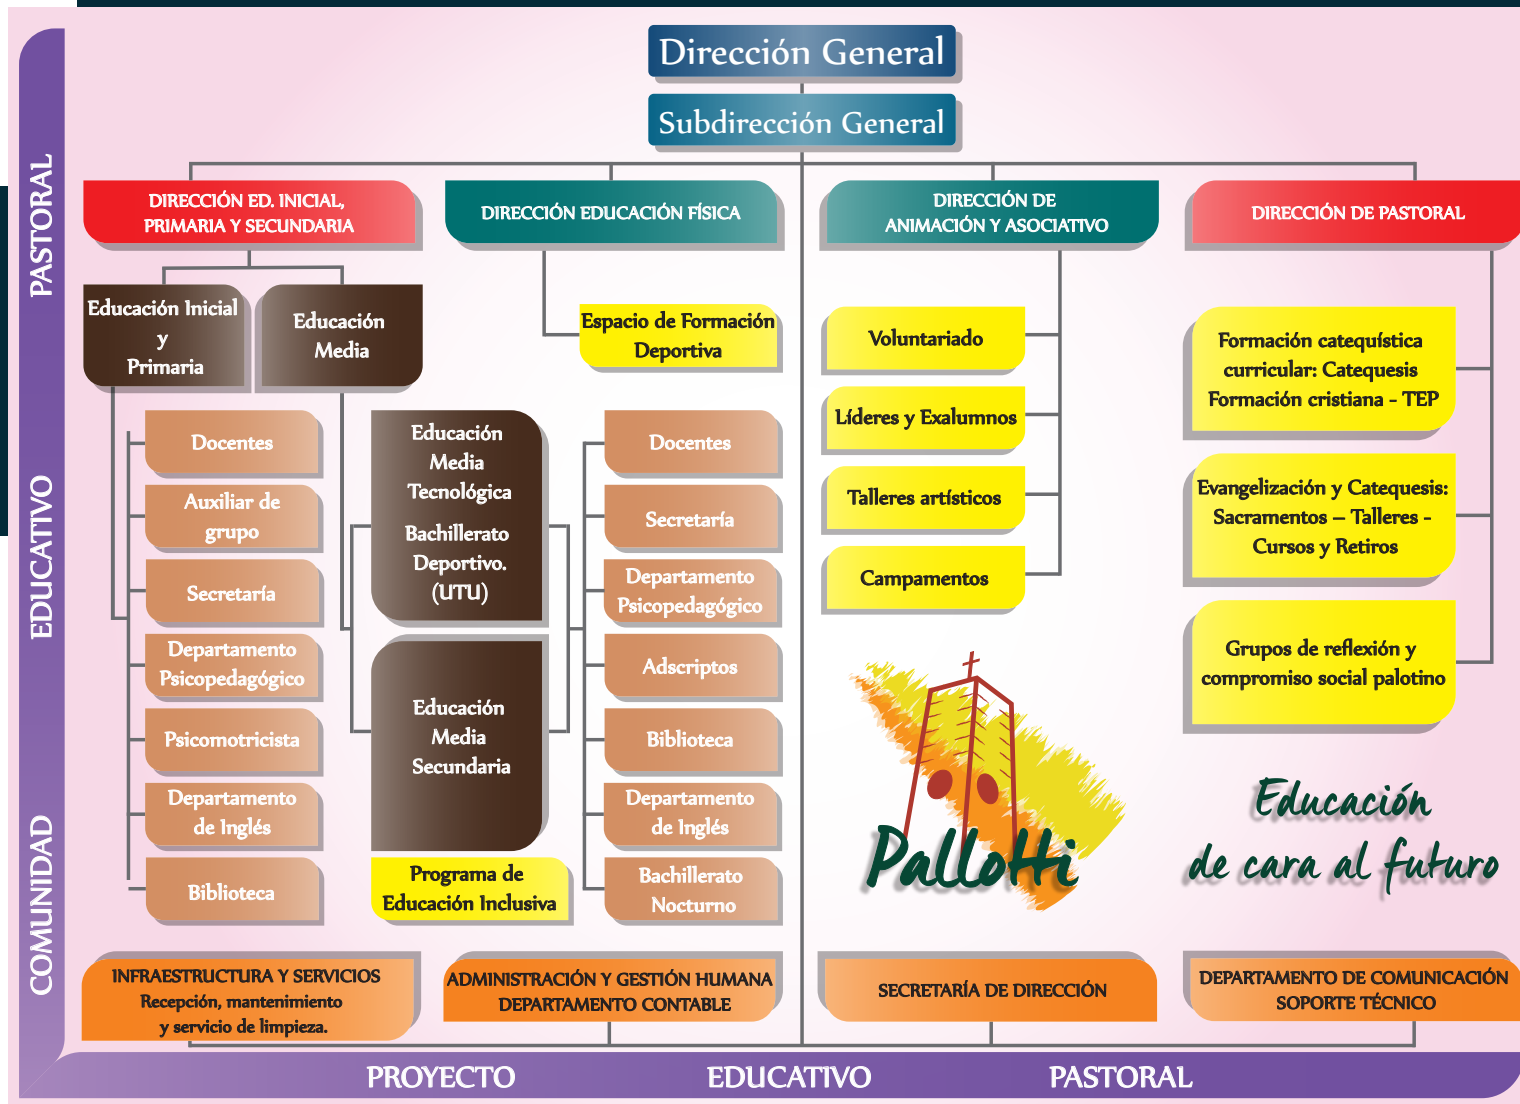 Dirección General
Subdirección General
DIRECCIÓN ED. INICIAL,
PRIMARIA Y SECUNDARIA
DIRECCIÓN EDUCACIÓN FÍSICA
DIRECCIÓN DE
ANIMACIÓN Y ASOCIATIVO
DIRECCIÓN DE PASTORAL
Educación Inicial
y
Primaria
Educación
Media
Espacio de Formación
Deportiva
Docentes
Auxiliar de
grupo
Secretaría
Departamento
Psicopedagógico
Psicomotricista
Departamento
de Inglés
Biblioteca
Educación
Media
Tecnológica
Bachillerato
Deportivo.
(UTU)
Educación
Media
Secundaria
Programa de
Educación Inclusiva
Docentes
Secretaría
Departamento
Psicopedagógico
Adscriptos
Biblioteca
Departamento
de Inglés
Bachillerato
Nocturno
Voluntariado
Líderes y Exalumnos
Talleres artísticos
Campamentos
Formación catequística
curricular: Catequesis
Formación cristiana - TEP
Evangelización y Catequesis:
Sacramentos – Talleres -
Cursos y Retiros
Grupos de reflexión y
compromiso social palotino
Pallotti
Educación
de cara al futuro
INFRAESTRUCTURA Y SERVICIOS
Recepción, mantenimiento
y servicio de limpieza.
ADMINISTRACIÓN Y GESTIÓN HUMANA
DEPARTAMENTO CONTABLE
SECRETARÍA DE DIRECCIÓN
DEPARTAMENTO DE COMUNICACIÓN
SOPORTE TÉCNICO
COMUNIDAD EDUCATIVO PASTORAL
PROYECTO EDUCATIVO PASTORAL